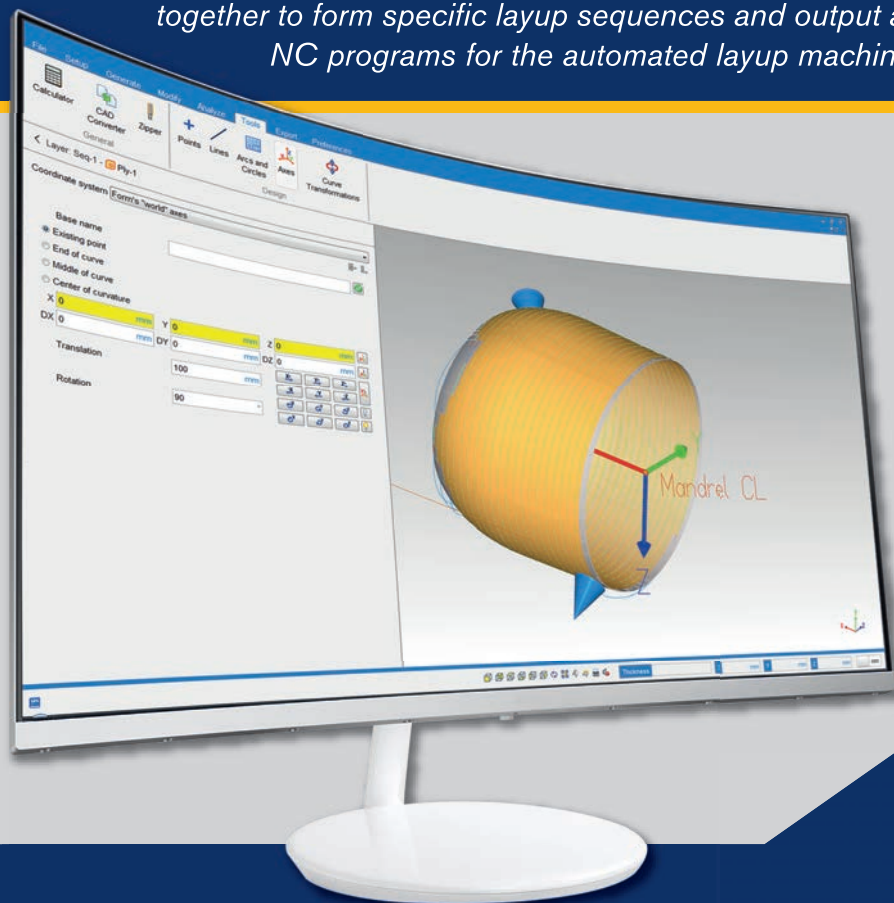 together to form specific layup sequences and output a
NC programs for the automated layup machin
File Setup Generate Modify Analyze Tools Export Preferences
Calculator CAD Converter Zipper Points Lines Arcs and Circles Axes Curve Transformations
General Design
Layer: Seq-1 - Ply-1
Coordinate system Form's "world" axes
Base name
Existing point
End of curve
Middle of curve
Center of curvature
X 0 mm Y 0 mm Z 0 mm
DX 0 mm DY 0 mm DZ 0 mm
Translation 100 mm
Rotation 90 °
Y
Mandrel CL
Z
Thickness mm mm mm mm